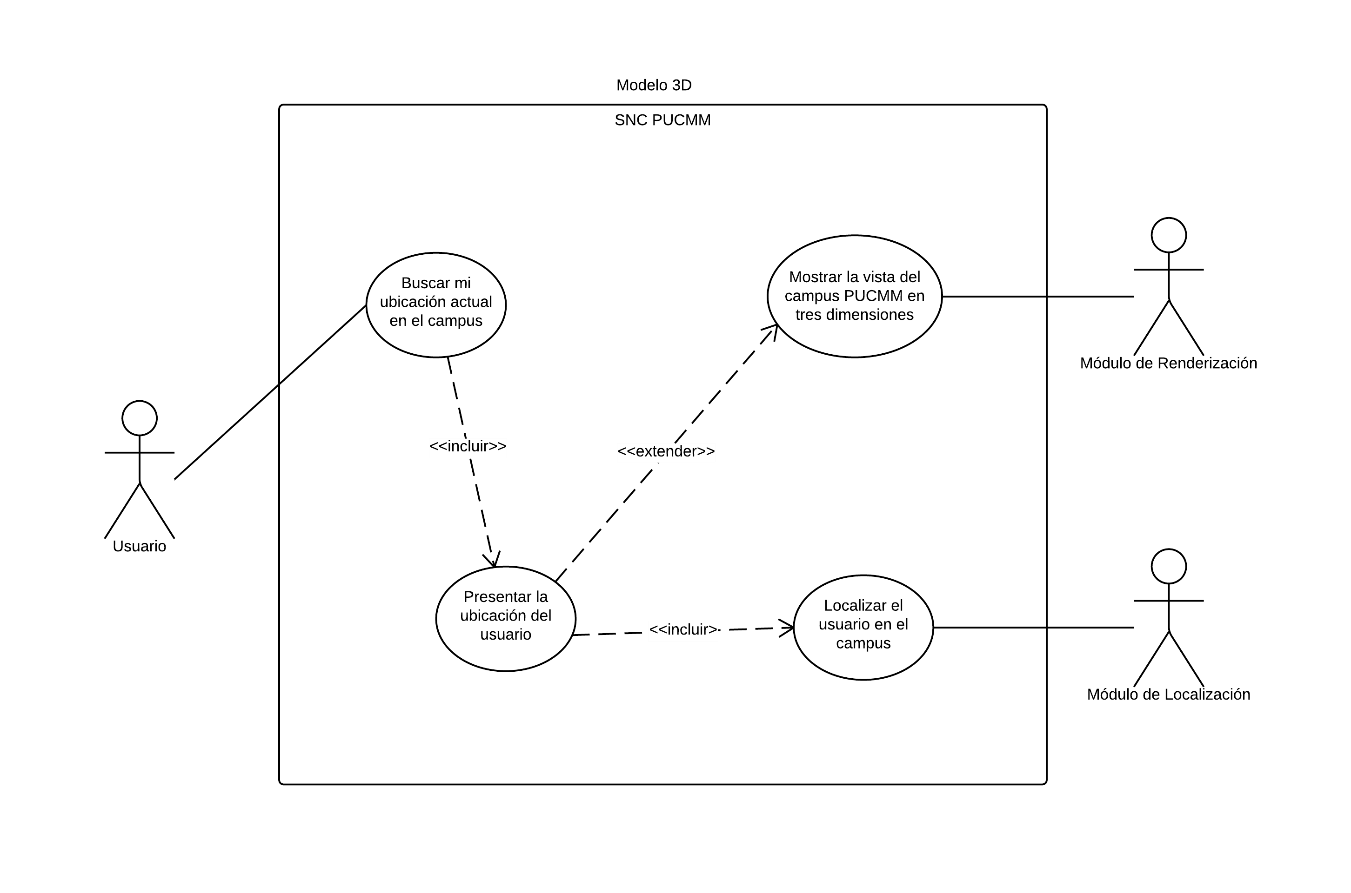 Modelo 3D
SNC PUCMM
Buscar mi
ubicación actual
en el campus
Mostrar la vista del
campus PUCMM en
tres dimensiones
Módulo de Renderización
<<incluir>>
<<extender>>
Usuario
Presentar la
ubicación del
usuario
<<incluir>
Localizar el
usuario en el
campus
Módulo de Localización